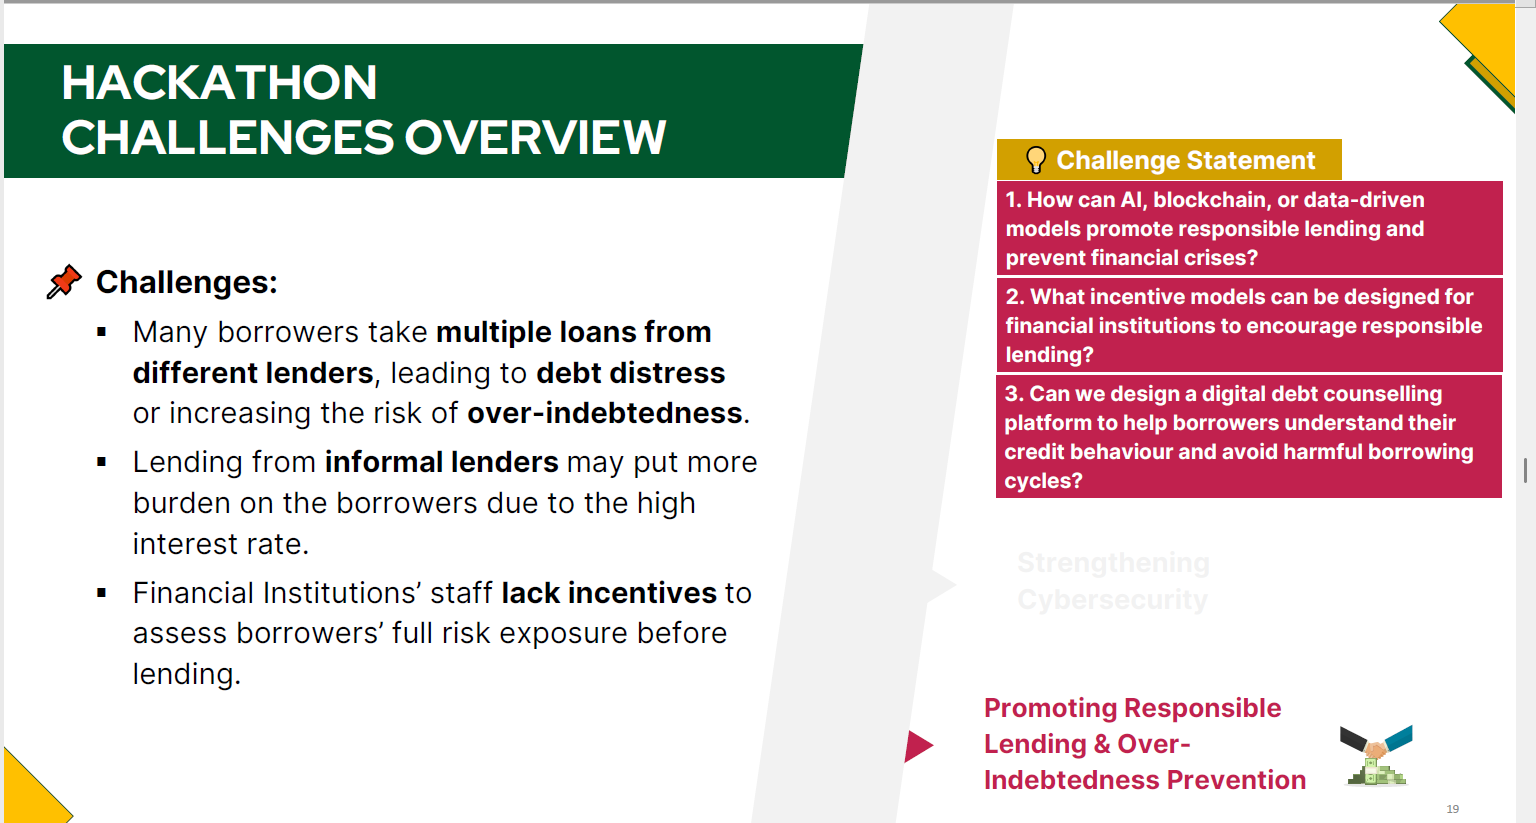 HACKATHON
CHALLENGES OVERVIEW
Challenges:
▪ Many borrowers take multiple loans from
different lenders, leading to debt distress
or increasing the risk of over-indebtedness.
▪ Lending from informal lenders may put more
burden on the borrowers due to the high
interest rate.
▪ Financial Institutions’ staff lack incentives to
assess borrowers’ full risk exposure before
lending.
Challenge Statement
1. How can AI, blockchain, or data-driven
models promote responsible lending and
prevent financial crises?
2. What incentive models can be designed for
financial institutions to encourage responsible
lending?
3. Can we design a digital debt counselling
platform to help borrowers understand their
credit behaviour and avoid harmful borrowing
cycles?
Strengthening
Cybersecurity
Promoting Responsible
Lending & Over-
Indebtedness Prevention
19